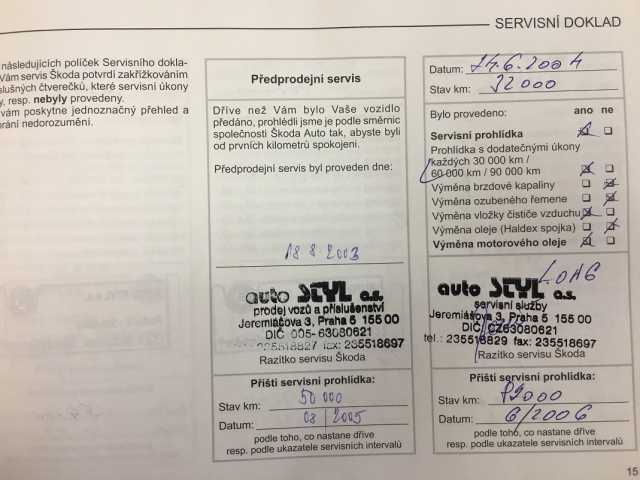 SERVISNÍ DOKLAD
následujících políček Servisního dokla-
Vám servis Škoda potvrdí zakřížkováním
slušných čtverečků, které servisní úkony
y, resp. nebyly provedeny.
vám poskytne jednoznačný přehled a
brání nedorozumění.
Předprodejní servis
Dříve než Vám bylo Vaše vozidlo
předáno, prohlédli jsme je podle směrnic
společnosti Škoda Auto tak, abyste byli
od prvních kilometrů spokojeni.
Předprodejní servis byl proveden dne:
18.8.2003
auto STYL a.s.
prodej vozů a příslušenství
Jeremiášova 3, Praha 5 155 00
DIČ 005-63080621
fax: 235518697
Razítko servisu Škoda
Příští servisní prohlídka:
Stav km: 50 000
Datum: 08/2005
podle toho, co nastane dříve
resp. podle ukazatele servisních intervalů
Datum: 14.6.2004
Stav km: 32000
Bylo provedeno: ano ne
Servisní prohlídka
Prohlídka s dodatečnými úkony
každých 30 000 km /
60 000 km / 90 000 km
Výměna brzdové kapaliny
Výměna ozubeného řemene
Výměna vložky čističe vzduchu
Výměna oleje (Haldex spojka)
Výměna motorového oleje
auto STYL a.s.
servisní služby
Jeremiášova 3, Praha 5 155 00
DIČ CZ63080621
tel.: 235518829 fax: 235518697
Razítko servisu Škoda
Příští servisní prohlídka:
Stav km:
Datum: 6/2006
podle toho, co nastane dříve
resp. podle ukazatele servisních intervalů
15